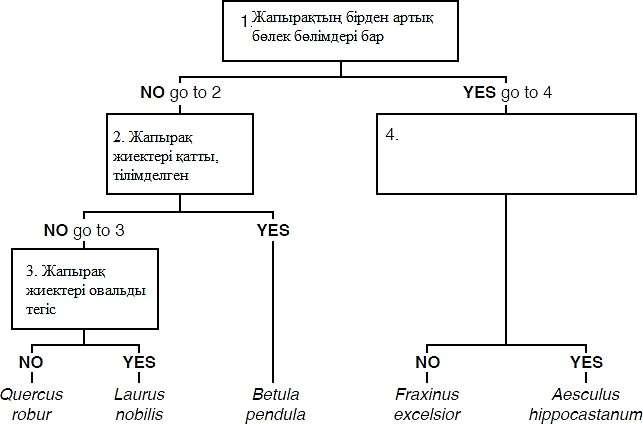 1. Жапырақтың бірден артық
бөлек бөлімдері бар
NO go to 2
YES go to 4
2. Жапырақ
жиектері қатты,
тілімделген
4.
NO go to 3
YES
3. Жапырақ
жиектері овальды
тегіс
NO
YES
NO
YES
Quercus
robur
Laurus
nobilis
Betula
pendula
Fraxinus
excelsior
Aesculus
hippocastanum